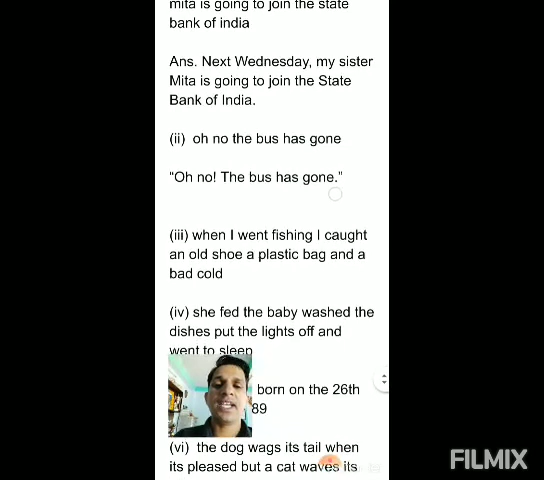 mita is going to join the state
bank of india
Ans. Next Wednesday, my sister
Mita is going to join the State
Bank of India.
(ii) oh no the bus has gone
"Oh no! The bus has gone."
(iii) when I went fishing I caught
an old shoe a plastic bag and a
bad cold
(iv) she fed the baby washed the
dishes put the lights off and
went to sleep
born on the 26th
89
(vi) the dog wags its tail when
its pleased but a cat waves its
FILMIX